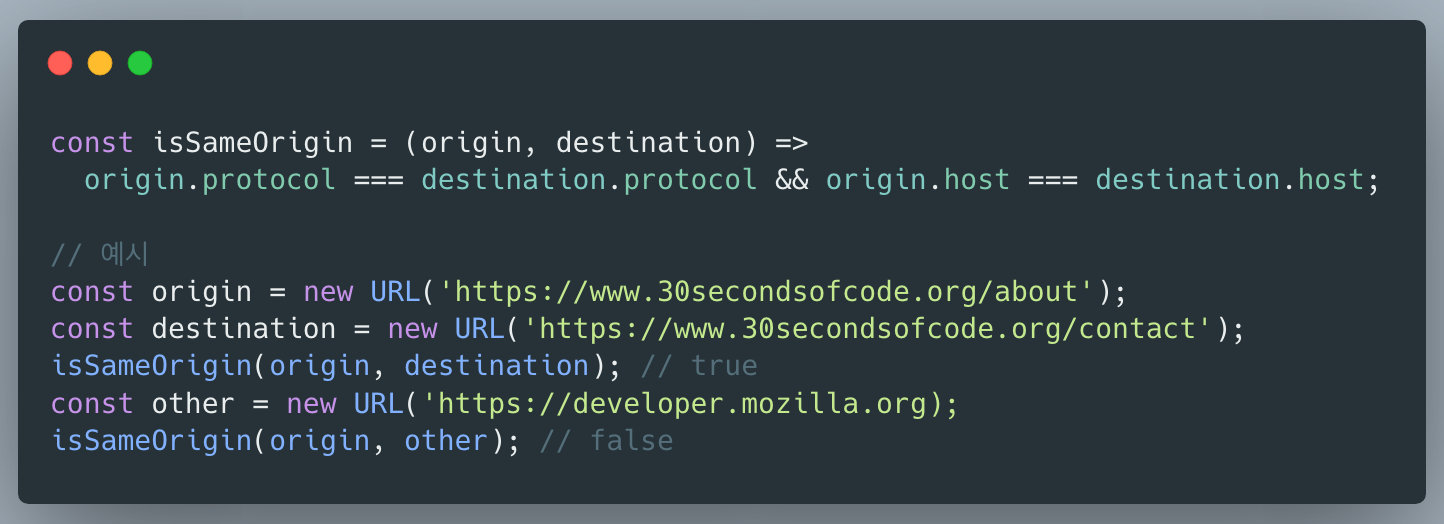 const isSameOrigin = (origin, destination) =>
  origin.protocol === destination.protocol && origin.host === destination.host;
// 예시
const origin = new URL('https://www.30secondsofcode.org/about');
const destination = new URL('https://www.30secondsofcode.org/contact');
isSameOrigin(origin, destination); // true
const other = new URL('https://developer.mozilla.org);
isSameOrigin(origin, other); // false